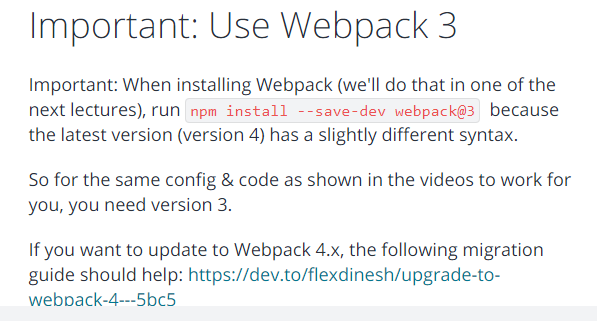 Important: Use Webpack 3
Important: When installing Webpack (we'll do that in one of the
next lectures), run npm install --save-dev webpack@3 because
the latest version (version 4) has a slightly different syntax.
So for the same config & code as shown in the videos to work for
you, you need version 3.
If you want to update to Webpack 4.x, the following migration
guide should help: https://dev.to/flexdinesh/upgrade-to-
webpack-4---5bc5